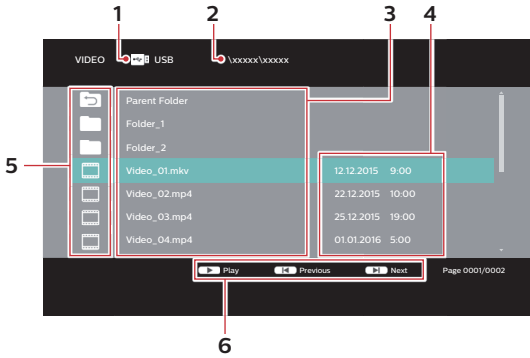 1 2 3 4
VIDEO USB \xxxxx\xxxxx
Parent Folder
Folder_1
Folder_2
5
Video_01.mkv 12.12.2015 9:00
Video_02.mp4 22.12.2015 10:00
Video_03.mp4 25.12.2015 19:00
Video_04.mp4 01.01.2016 5:00
Play Previous Next Page 0001/0002
6